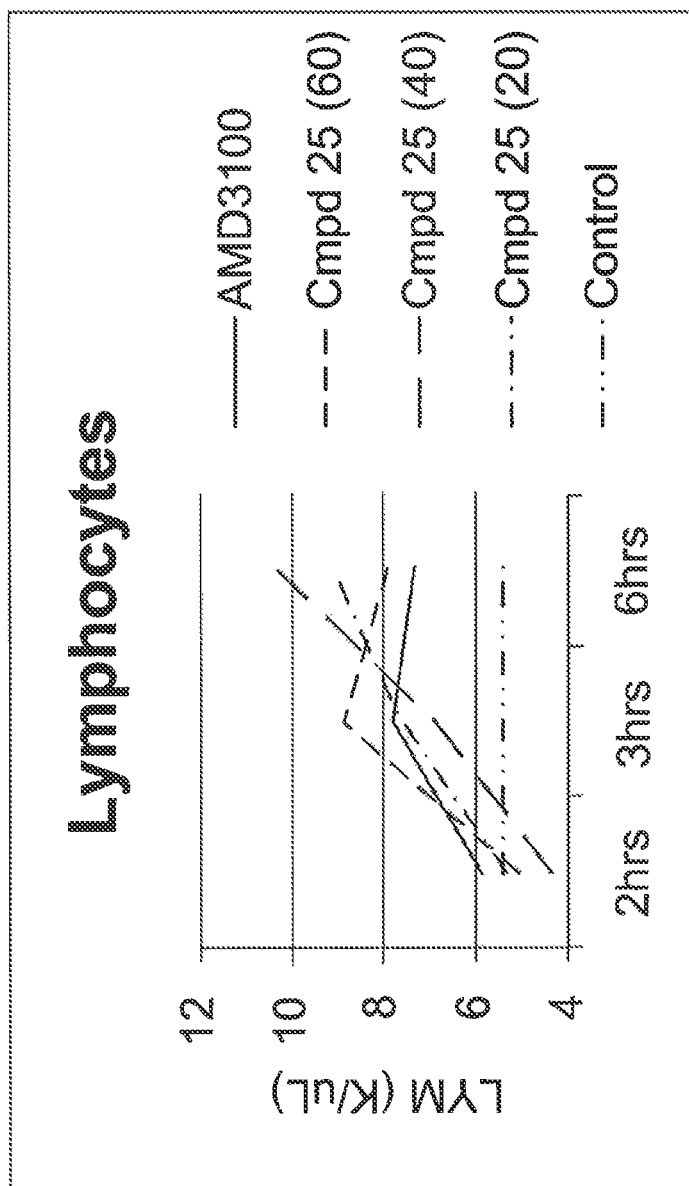 Lymphocytes
12
10
8
6
4
LYM (K/uL)
2hrs 3hrs 6hrs
AMD3100
Cmpd 25 (60)
Cmpd 25 (40)
Cmpd 25 (20)
Control